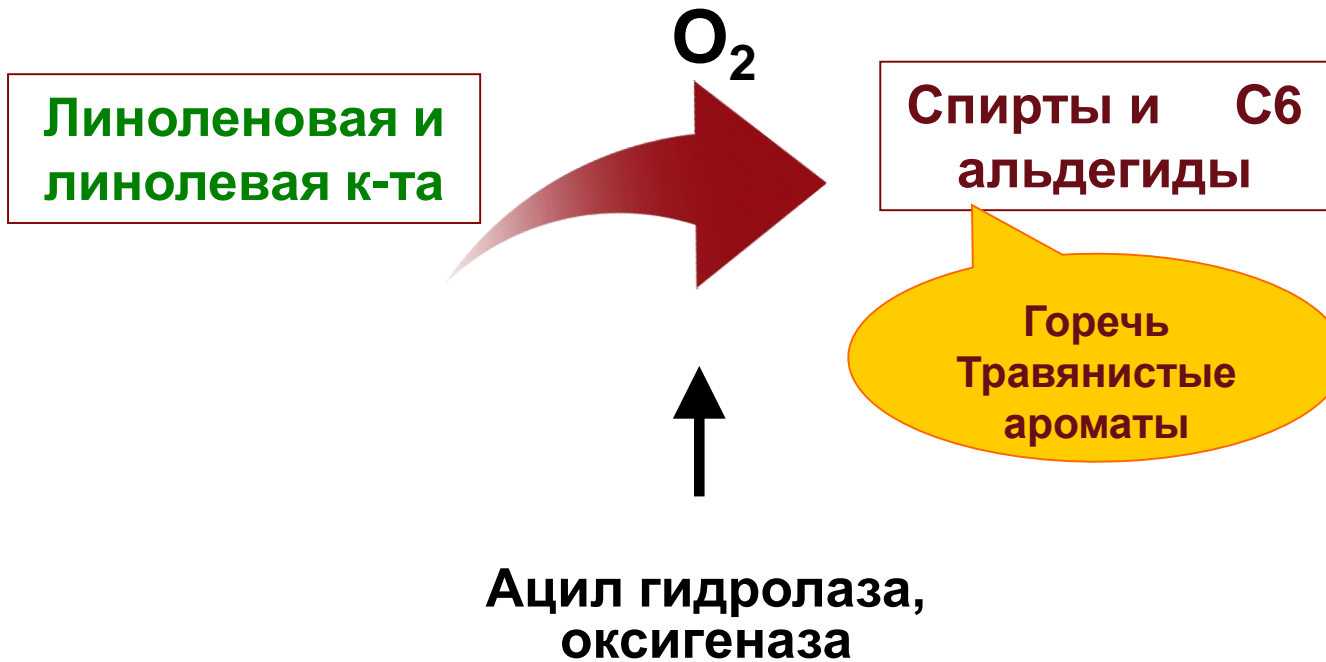 O₂
Линоленовая и
линолевая к-та
Спирты и С6
альдегиды
Горечь
Травянистые
ароматы
Ацил гидролаза,
оксигеназа